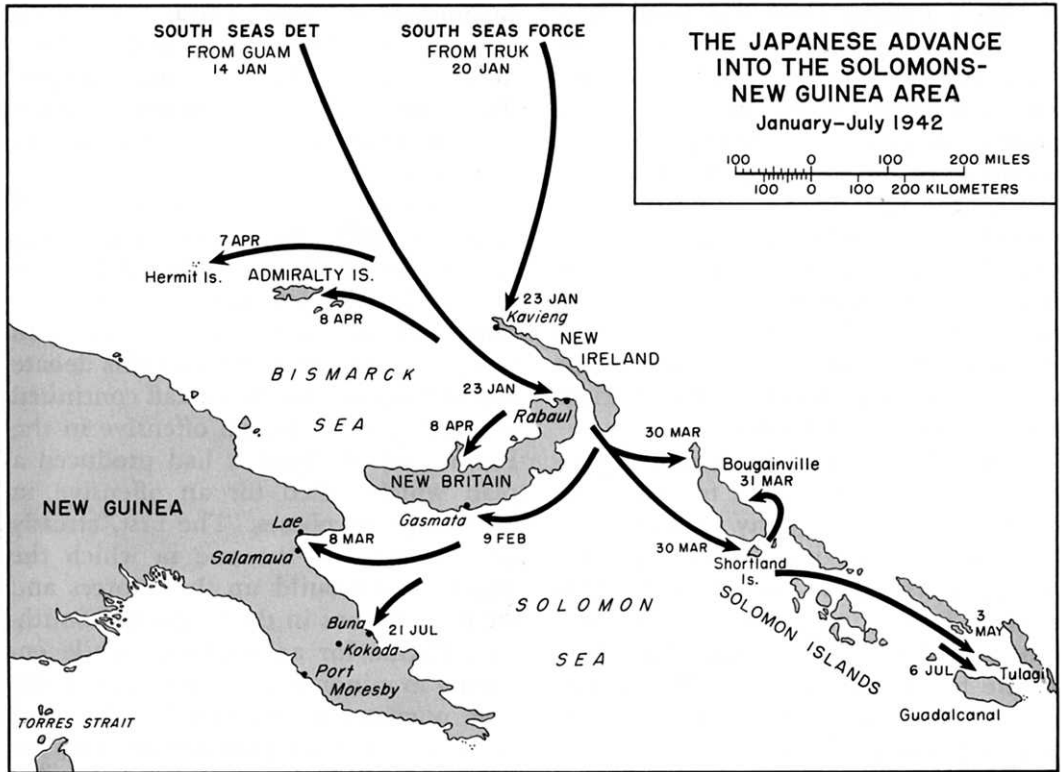 SOUTH SEAS DET
FROM GUAM
14 JAN
SOUTH SEAS FORCE
FROM TRUK
20 JAN
THE JAPANESE ADVANCE
INTO THE SOLOMONS-
NEW GUINEA AREA
January–July 1942
100 0 100 200 MILES
100 0 100 200 KILOMETERS
7 APR
Hermit Is.
ADMIRALTY IS.
8 APR
23 JAN
Kavieng
NEW
IRELAND
BISMARCK
SEA
23 JAN
Rabaul
8 APR
NEW BRITAIN
Gasmata
9 FEB
30 MAR
Bougainville
31 MAR
NEW GUINEA
Lae
Salamaua
8 MAR
30 MAR
Shortland
Is.
SOLOMON
SEA
SOLOMON ISLANDS
3
MAY
6 JUL
Tulagi
Guadalcanal
Buna
21 JUL
Kokoda
Port
Moresby
TORRES STRAIT